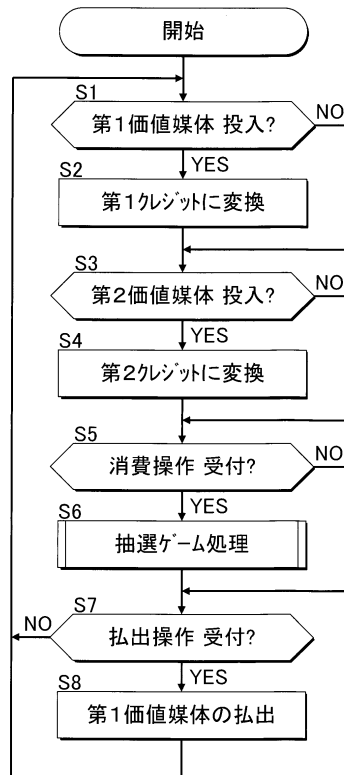 開始
S1
第1価値媒体 投入?
NO
YES
S2
第1クレジットに変換
S3
第2価値媒体 投入?
NO
YES
S4
第2クレジットに変換
S5
消費操作 受付?
NO
YES
S6
抽選ゲーム処理
S7
NO
払出操作 受付?
YES
S8
第1価値媒体の払出